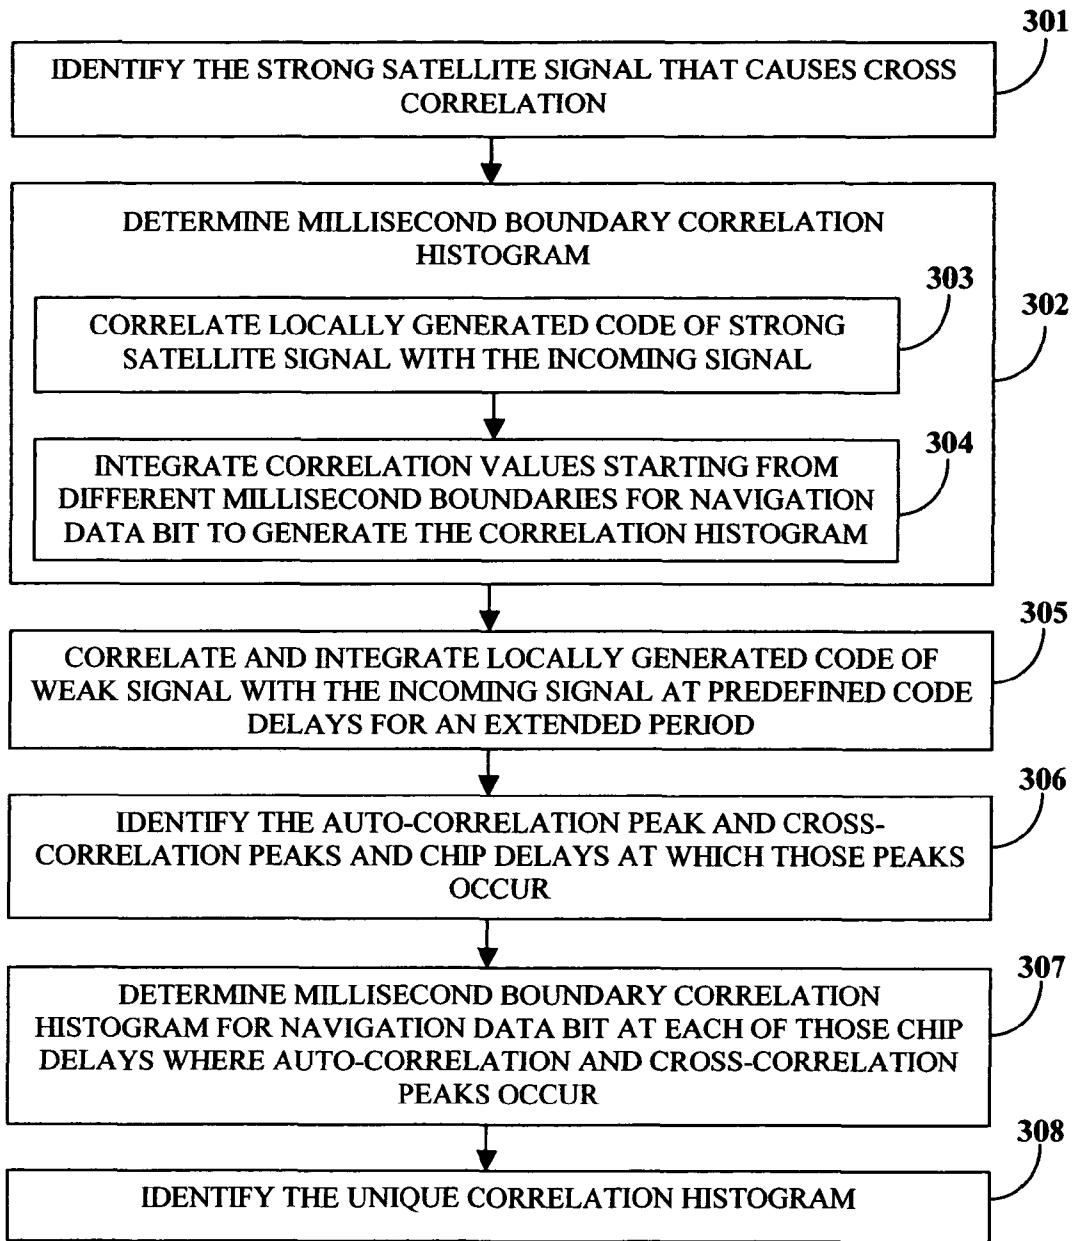 301
IDENTIFY THE STRONG SATELLITE SIGNAL THAT CAUSES CROSS
CORRELATION
DETERMINE MILLISECOND BOUNDARY CORRELATION
HISTOGRAM
303
302
CORRELATE LOCALLY GENERATED CODE OF STRONG
SATELLITE SIGNAL WITH THE INCOMING SIGNAL
304
INTEGRATE CORRELATION VALUES STARTING FROM
DIFFERENT MILLISECOND BOUNDARIES FOR NAVIGATION
DATA BIT TO GENERATE THE CORRELATION HISTOGRAM
305
CORRELATE AND INTEGRATE LOCALLY GENERATED CODE OF
WEAK SIGNAL WITH THE INCOMING SIGNAL AT PREDEFINED CODE
DELAYS FOR AN EXTENDED PERIOD
306
IDENTIFY THE AUTO-CORRELATION PEAK AND CROSS-
CORRELATION PEAKS AND CHIP DELAYS AT WHICH THOSE PEAKS
OCCUR
307
DETERMINE MILLISECOND BOUNDARY CORRELATION
HISTOGRAM FOR NAVIGATION DATA BIT AT EACH OF THOSE CHIP
DELAYS WHERE AUTO-CORRELATION AND CROSS-CORRELATION
PEAKS OCCUR
308
IDENTIFY THE UNIQUE CORRELATION HISTOGRAM